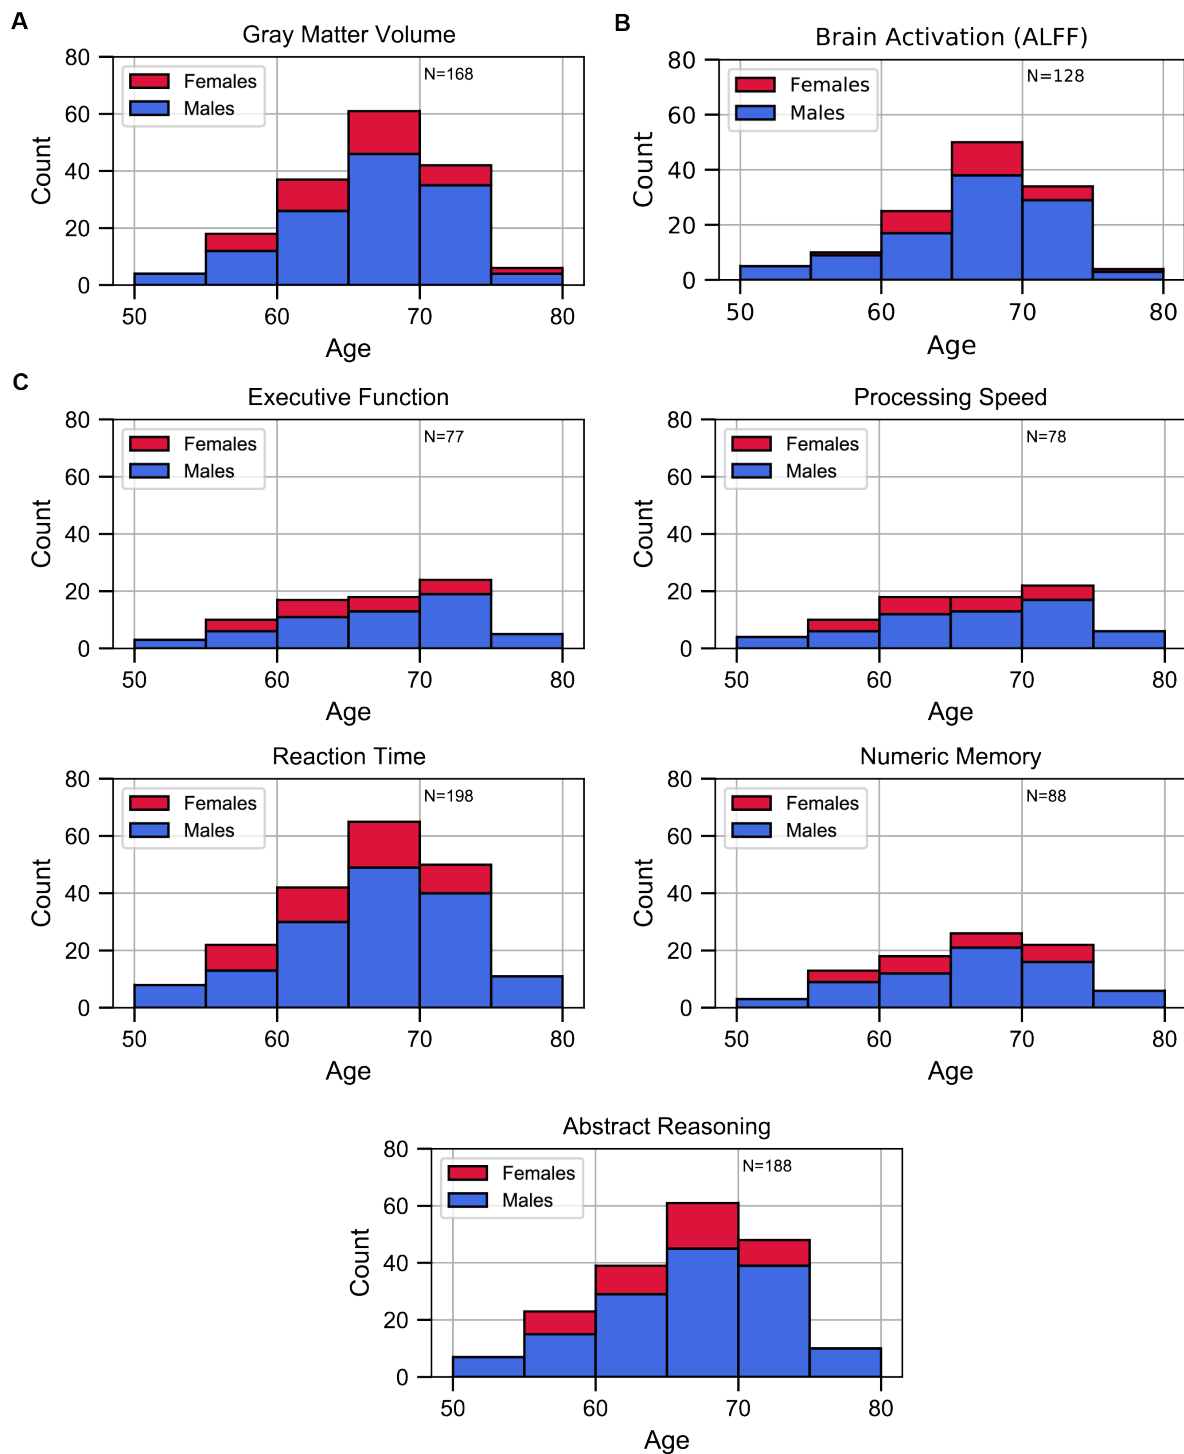 A
Gray Matter Volume
80
60
40
20
0
Count
Females
Males
N=168
50 60 70 80
Age
B
Brain Activation (ALFF)
80
60
40
20
0
Count
Females
Males
N=128
50 60 70 80
Age
C
Executive Function
80
60
40
20
0
Count
Females
Males
N=77
50 60 70 80
Age
Processing Speed
80
60
40
20
0
Count
Females
Males
N=78
50 60 70 80
Age
Reaction Time
80
60
40
20
0
Count
Females
Males
N=198
50 60 70 80
Age
Numeric Memory
80
60
40
20
0
Count
Females
Males
N=88
50 60 70 80
Age
Abstract Reasoning
80
60
40
20
0
Count
Females
Males
N=188
50 60 70 80
Age